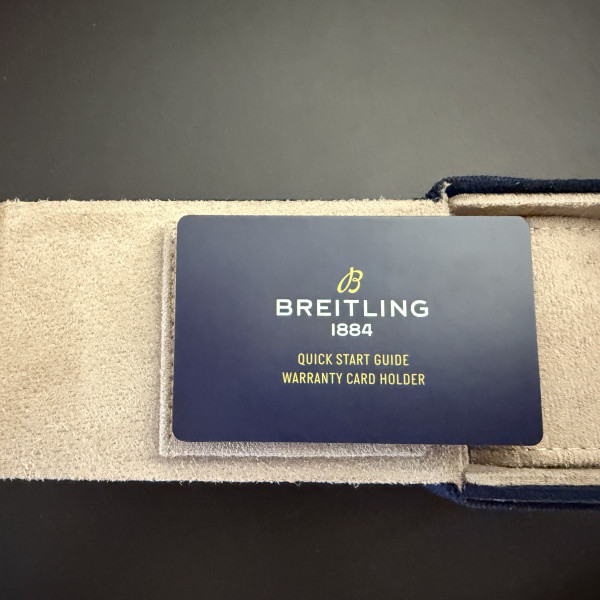 B
BREITLING
1884
QUICK START GUIDE
WARRANTY CARD HOLDER